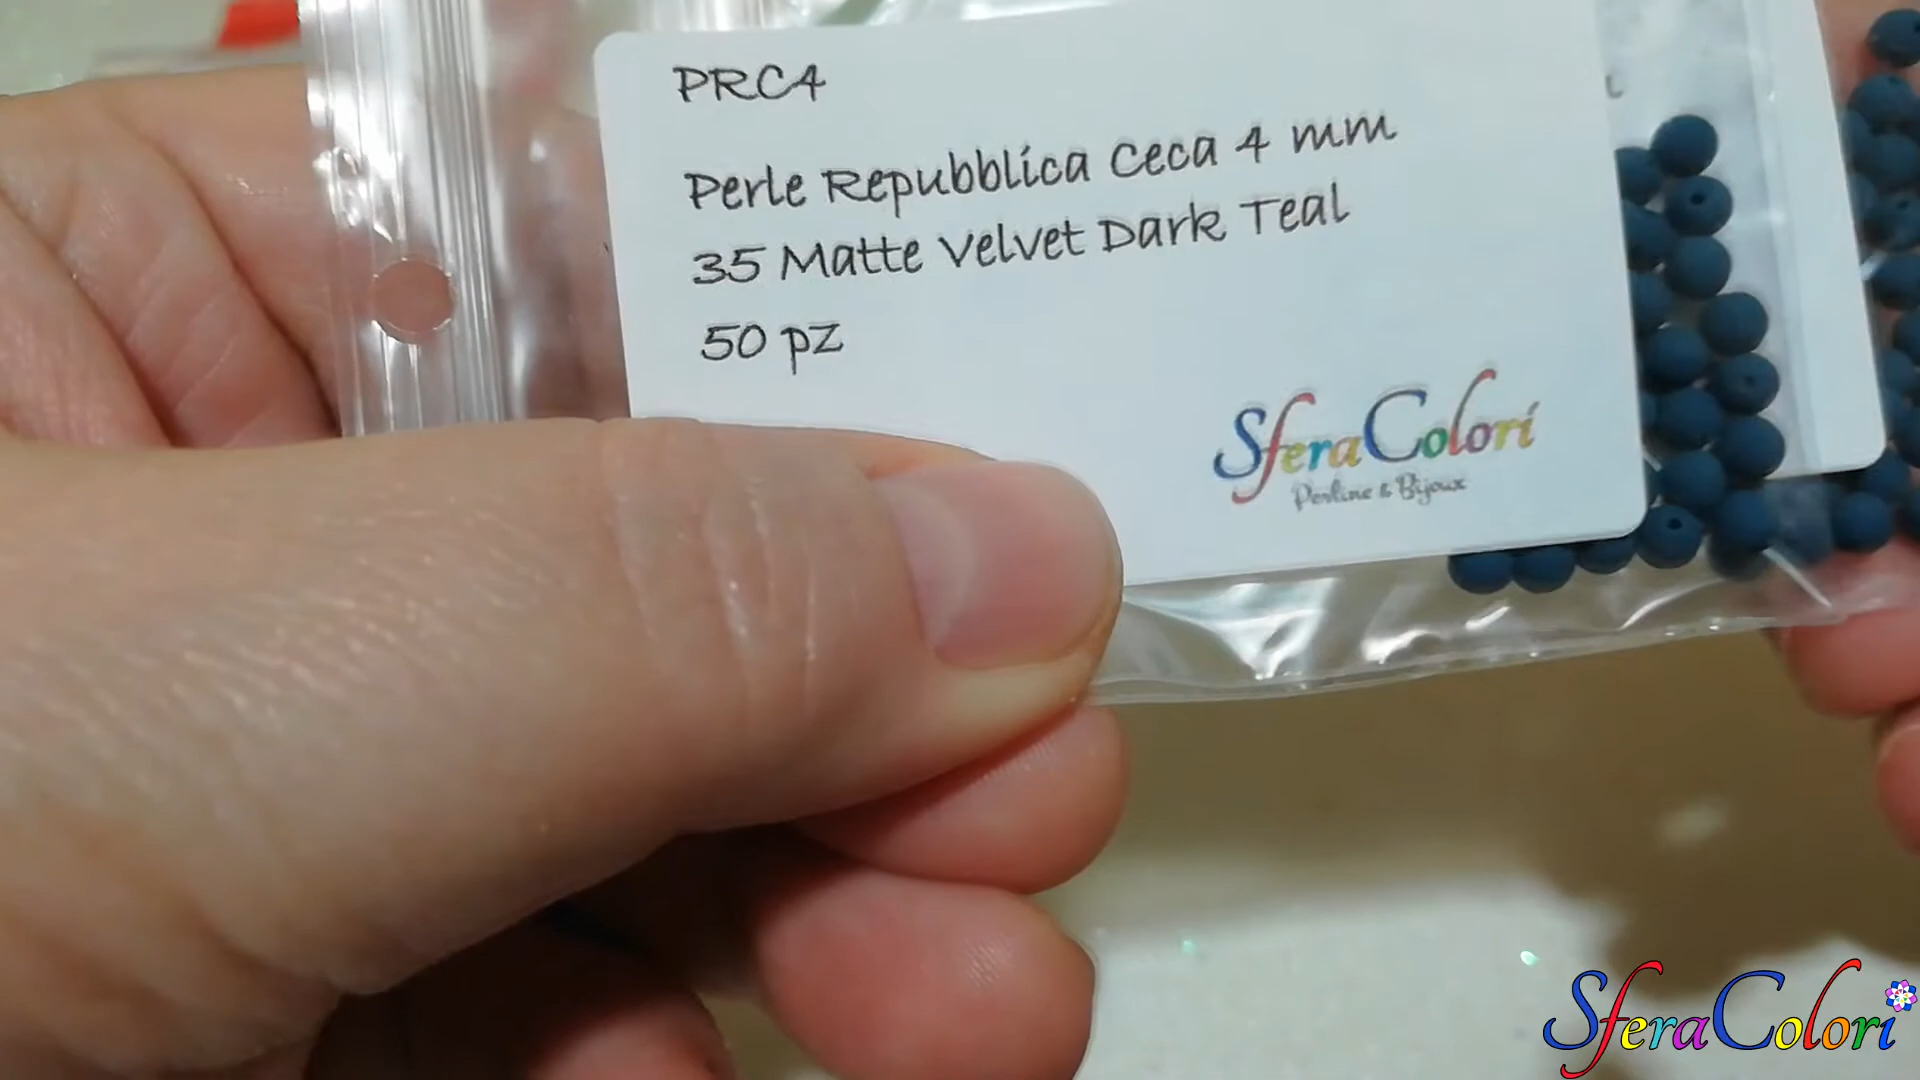 PRC4
Perle Repubblica Ceca 4 mm
35 Matte Velvet Dark Teal
50 pz
SferaColori
Perline & Bijoux
SferaColori